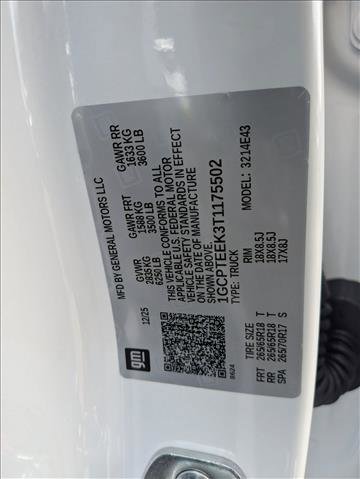 gm
MFD BY GENERAL MOTORS LLC
12/25
GVWR
2835 KG
6250 LB
GAWR FRT
1588 KG
3500 LB
GAWR RR
1633 KG
3600 LB
THIS VEHICLE CONFORMS TO ALL
APPLICABLE U.S. FEDERAL MOTOR
VEHICLE SAFETY STANDARDS IN EFFECT
ON THE DATE OF MANUFACTURE
SHOWN ABOVE.
1GCPTEEK3T1175502
TYPE: TRUCK
MODEL: 3214E43
8624
TIRE SIZE RIM
FRT 265/65R18 T 18X8.5J
RR 265/65R18 T 18X8.5J
SPA 265/70R17 S 17X8J